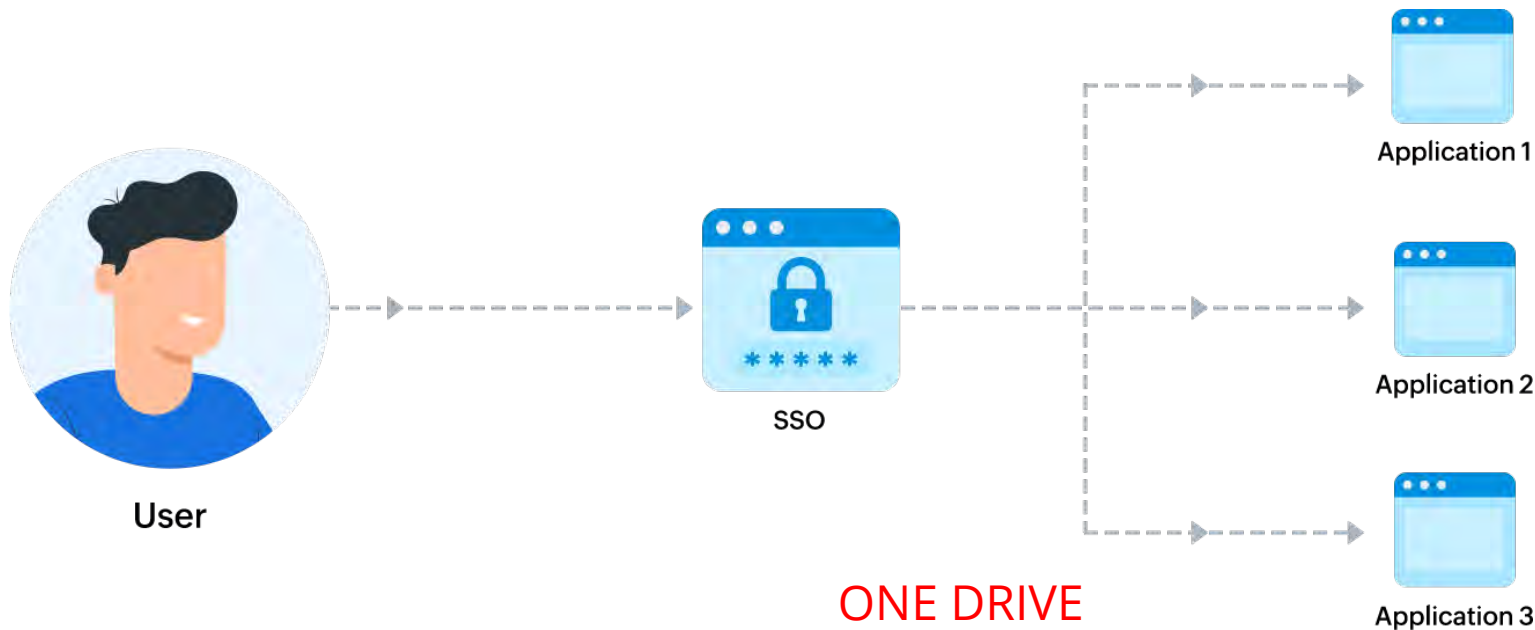 Application 1
Application 2
SSO
User
ONE DRIVE
Application 3
*****